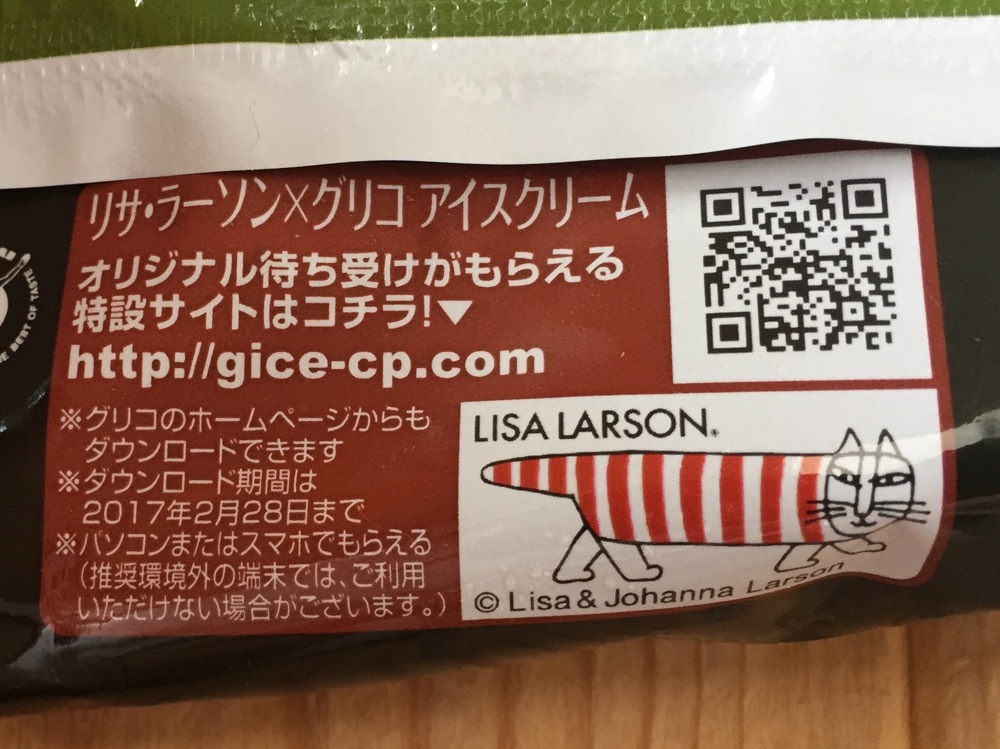 リサ・ラーソン×グリコ アイスクリーム
オリジナル待ち受けがもらえる
特設サイトはコチラ!▼
http://gice-cp.com
※グリコのホームページからも
ダウンロードできます
※ダウンロード期間は
2017年2月28日まで
※パソコンまたはスマホでもらえる
(推奨環境外の端末では、ご利用
いただけない場合がございます。)
LISA LARSON.
© Lisa & Johanna Larson
BEST OF TASTE